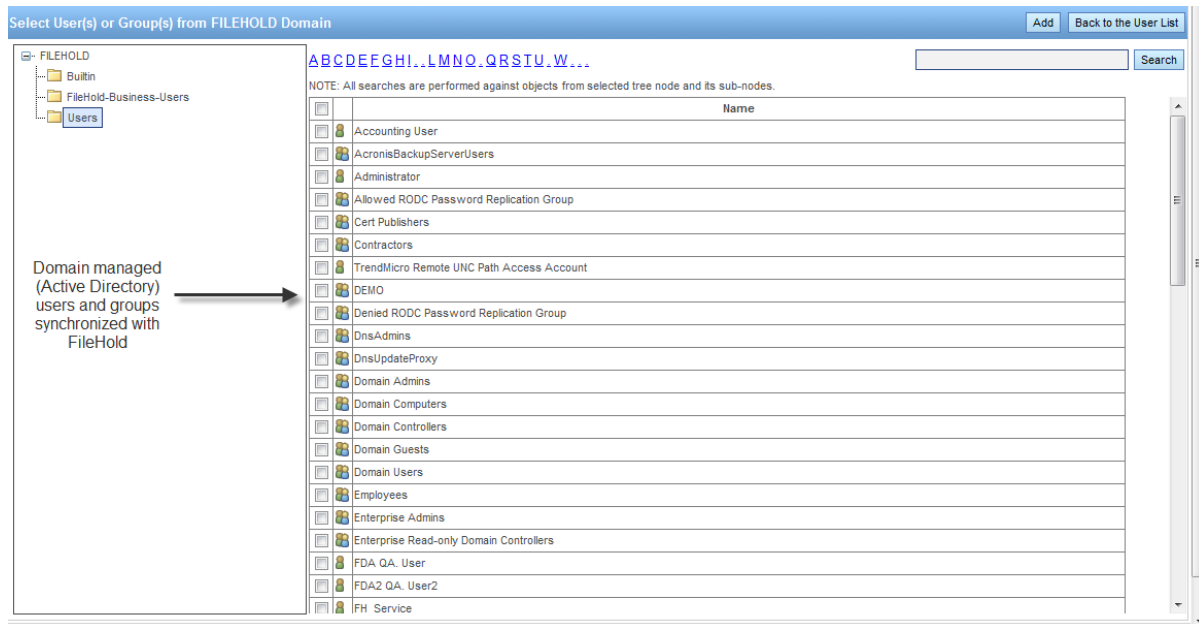 Select User(s) or Group(s) from FILEHOLD Domain
Add
Back to the User List
FILEHOLD
Builtin
FileHold-Business-Users
Users
A B C D E F G H I . . L M N O . Q R S T U . W . . .
Search
NOTE: All searches are performed against objects from selected tree node and its sub-nodes.
Name
Accounting User
AcronisBackupServerUsers
Administrator
Allowed RODC Password Replication Group
Cert Publishers
Contractors
TrendMicro Remote UNC Path Access Account
DEMO
Denied RODC Password Replication Group
DnsAdmins
DnsUpdateProxy
Domain Admins
Domain Computers
Domain Controllers
Domain Guests
Domain Users
Employees
Enterprise Admins
Enterprise Read-only Domain Controllers
FDA QA. User
FDA2 QA. User2
FH_Service
Domain managed
(Active Directory)
users and groups
synchronized with
FileHold